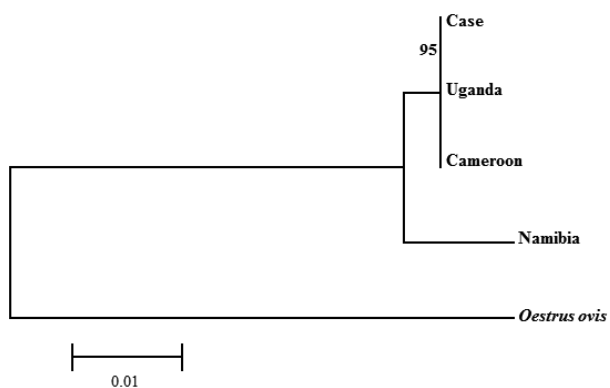 Case
95
Uganda
Cameroon
Namibia
Oestrus ovis
0.01